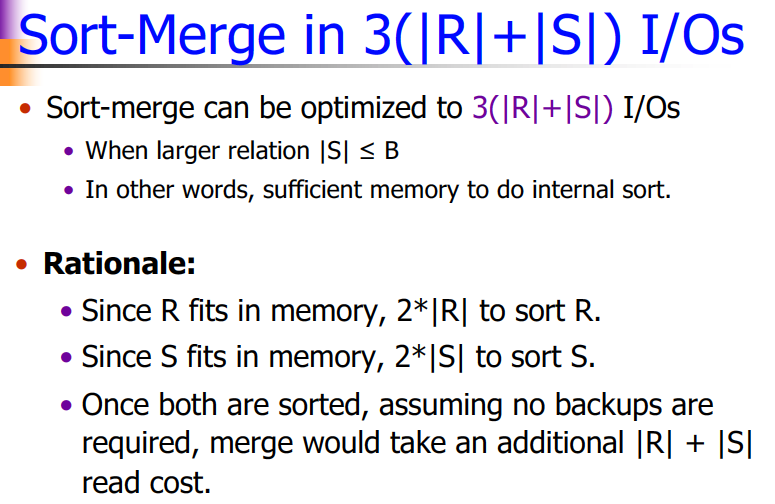 Sort-Merge in 3(|R|+|S|) I/Os
• Sort-merge can be optimized to 3(|R|+|S|) I/Os
• When larger relation |S| ≤ B
• In other words, sufficient memory to do internal sort.
• Rationale:
• Since R fits in memory, 2*|R| to sort R.
• Since S fits in memory, 2*|S| to sort S.
• Once both are sorted, assuming no backups are
required, merge would take an additional |R| + |S|
read cost.